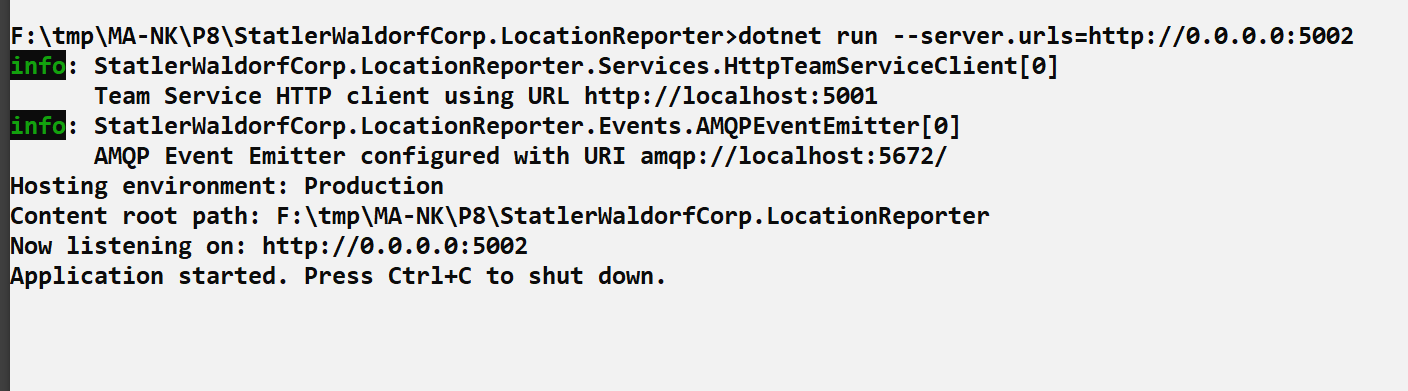 F:\tmp\MA-NK\P8\StatlerWaldorfCorp.LocationReporter>dotnet run --server.urls=http://0.0.0.0:5002
info: StatlerWaldorfCorp.LocationReporter.Services.HttpTeamServiceClient[0]
      Team Service HTTP client using URL http://localhost:5001
info: StatlerWaldorfCorp.LocationReporter.Events.AMQPEventEmitter[0]
      AMQP Event Emitter configured with URI amqp://localhost:5672/
Hosting environment: Production
Content root path: F:\tmp\MA-NK\P8\StatlerWaldorfCorp.LocationReporter
Now listening on: http://0.0.0.0:5002
Application started. Press Ctrl+C to shut down.